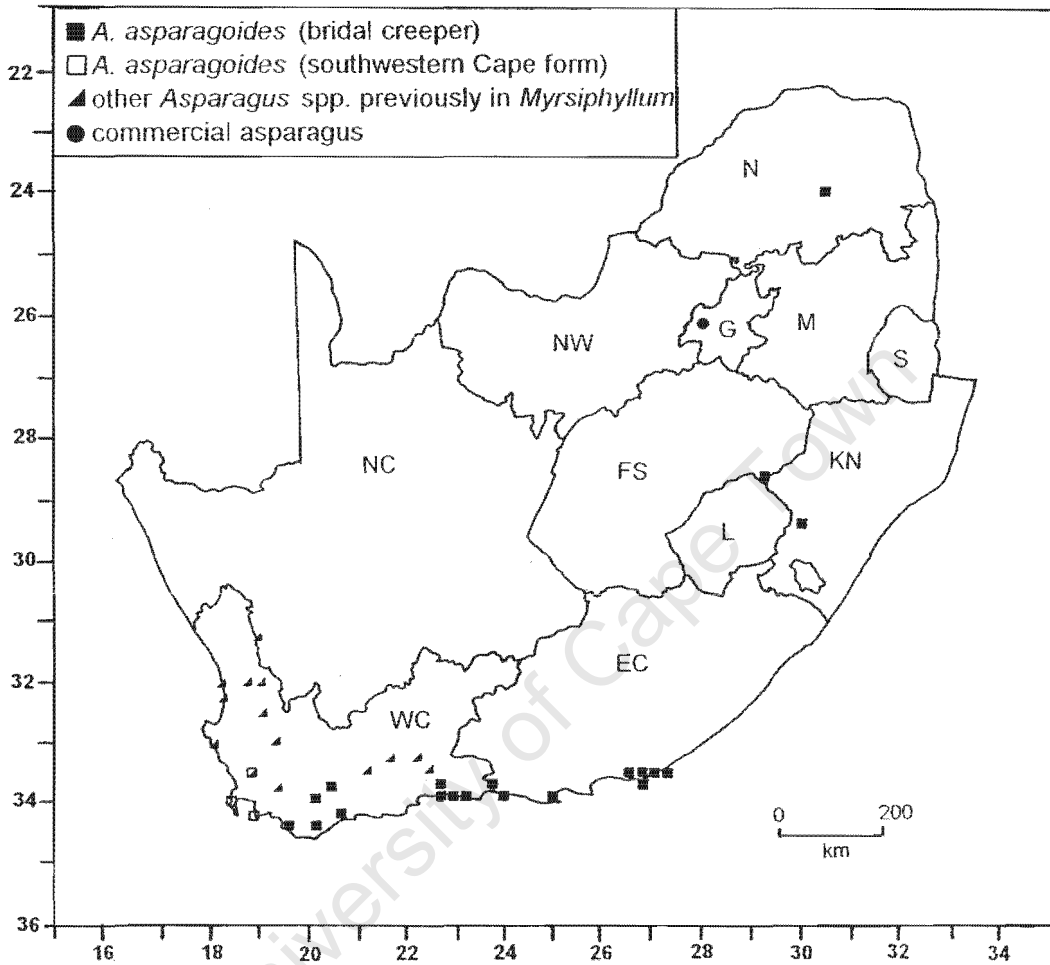 ■ A. asparagoides (bridal creeper)
□ A. asparagoides (southwestern Cape form)
◢ other Asparagus spp. previously in Myrsiphyllum
● commercial asparagus
22
24
26
28
30
32
34
36
N
NW
G
M
S
NC
FS
KN
L
EC
WC
0 200
km
16 18 20 22 24 26 28 30 32 34
University of Cape Town